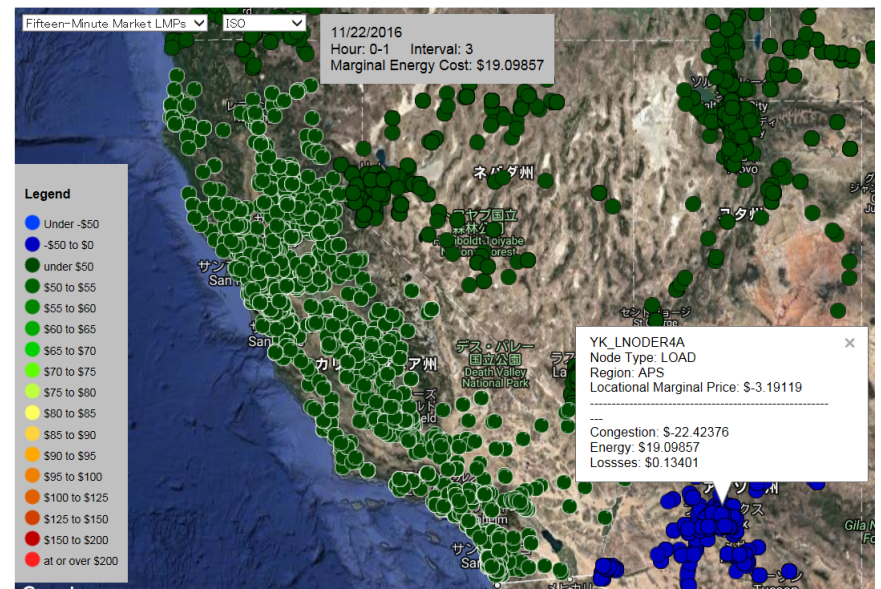 Fifteen-Minute Market LMPs
ISO
11/22/2016
Hour: 0-1 Interval: 3
Marginal Energy Cost: $19.09857
Legend
Under -$50
-$50 to $0
under $50
$50 to $55
$55 to $60
$60 to $65
$65 to $70
$70 to $75
$75 to $80
$80 to $85
$85 to $90
$90 to $95
$95 to $100
$100 to $125
$125 to $150
$150 to $200
at or over $200
ネバダ州
ユタ州
デス・バレー
国立公園
Death Valley
National Park
YK_LNODER4A
×
Node Type: LOAD
Region: APS
Locational Marginal Price: $-3.19119
---------------------------------------------------------
---
Congestion: $-22.42376
Energy: $19.09857
Lossses: $0.13401